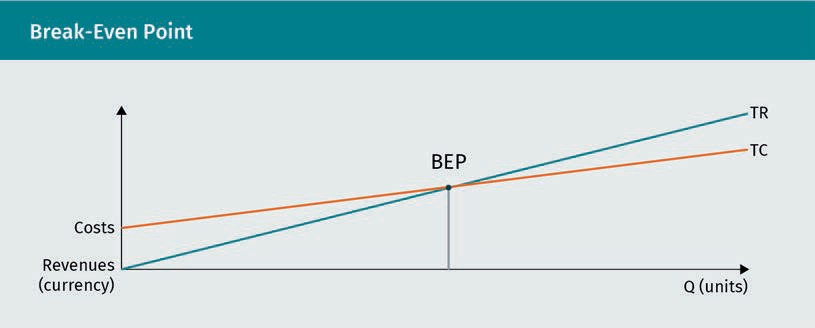 Break-Even Point
TR
TC
BEP
Costs
Revenues
(currency)
Q (units)